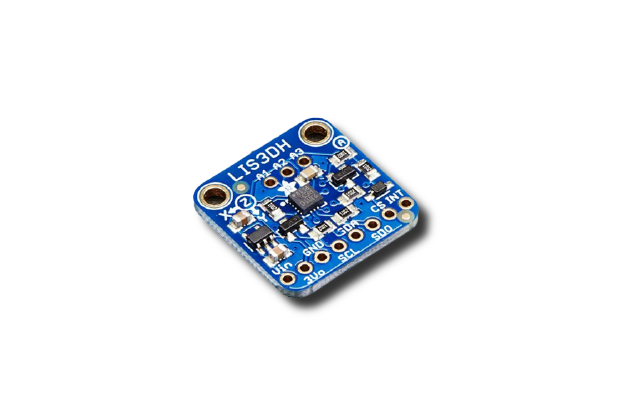 LIS3DH
A1 A2 A3
A
X
Z
CS INT
SDO
SDA
SCL
GND
3Vo
Vin